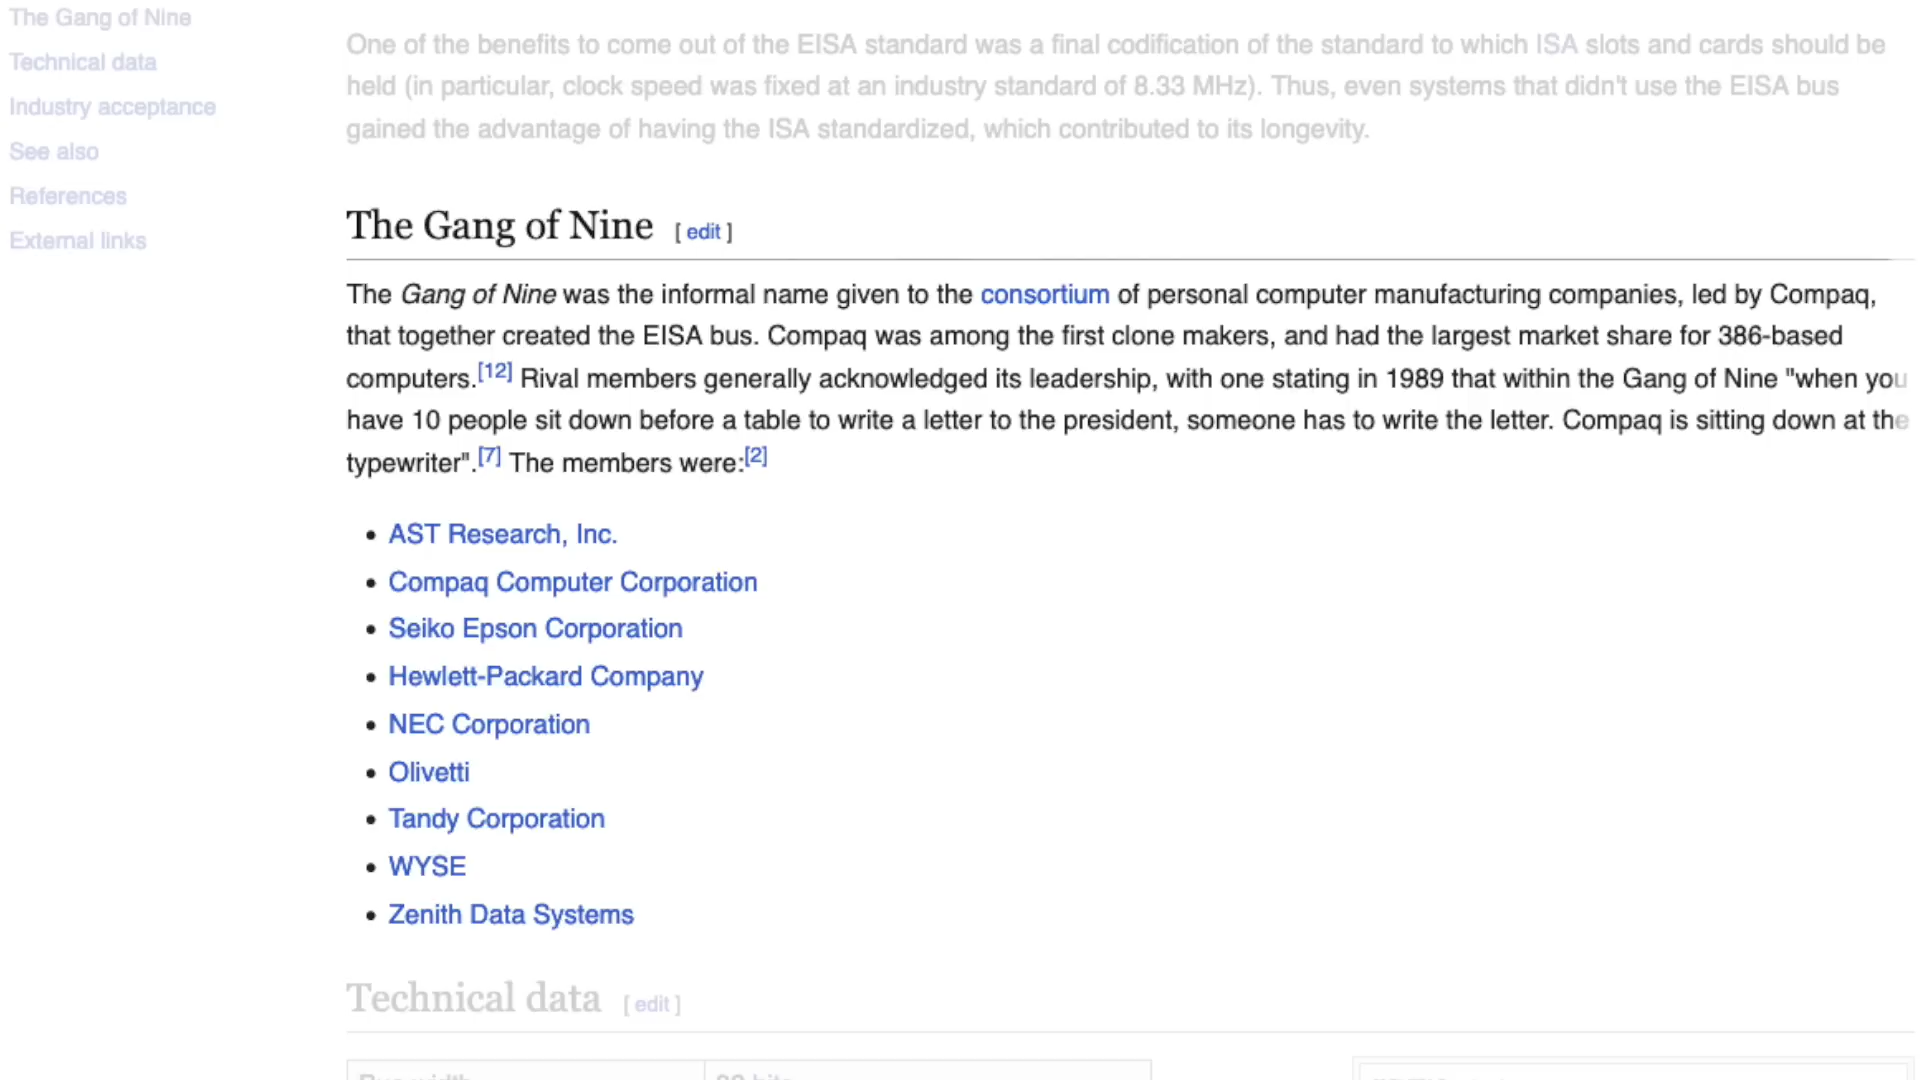 The Gang of Nine
Technical data
Industry acceptance
See also
References
External links
One of the benefits to come out of the EISA standard was a final codification of the standard to which ISA slots and cards should be
held (in particular, clock speed was fixed at an industry standard of 8.33 MHz). Thus, even systems that didn't use the EISA bus
gained the advantage of having the ISA standardized, which contributed to its longevity.
The Gang of Nine [ edit ]
The Gang of Nine was the informal name given to the consortium of personal computer manufacturing companies, led by Compaq,
that together created the EISA bus. Compaq was among the first clone makers, and had the largest market share for 386-based
computers.[12] Rival members generally acknowledged its leadership, with one stating in 1989 that within the Gang of Nine "when you
have 10 people sit down before a table to write a letter to the president, someone has to write the letter. Compaq is sitting down at the
typewriter".[7] The members were:[2]
• AST Research, Inc.
• Compaq Computer Corporation
• Seiko Epson Corporation
• Hewlett-Packard Company
• NEC Corporation
• Olivetti
• Tandy Corporation
• WYSE
• Zenith Data Systems
Technical data [ edit ]